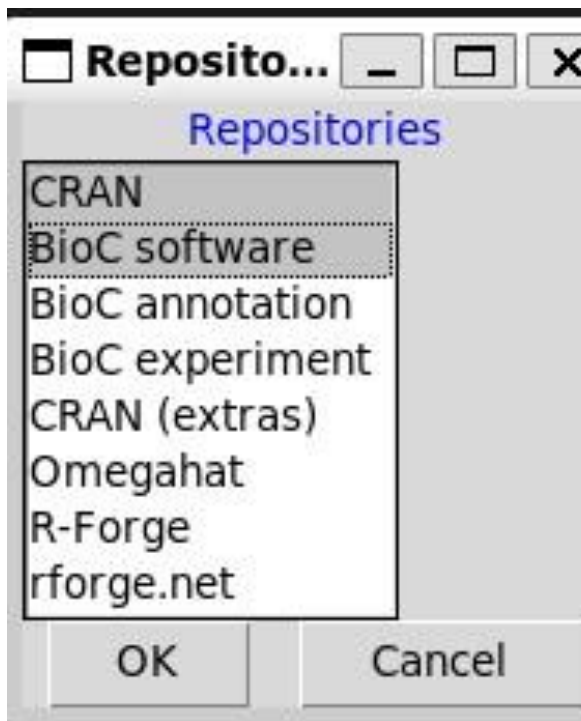 Reposito...
Repositories
CRAN
BioC software
BioC annotation
BioC experiment
CRAN (extras)
Omegahat
R-Forge
rforge.net
OK Cancel